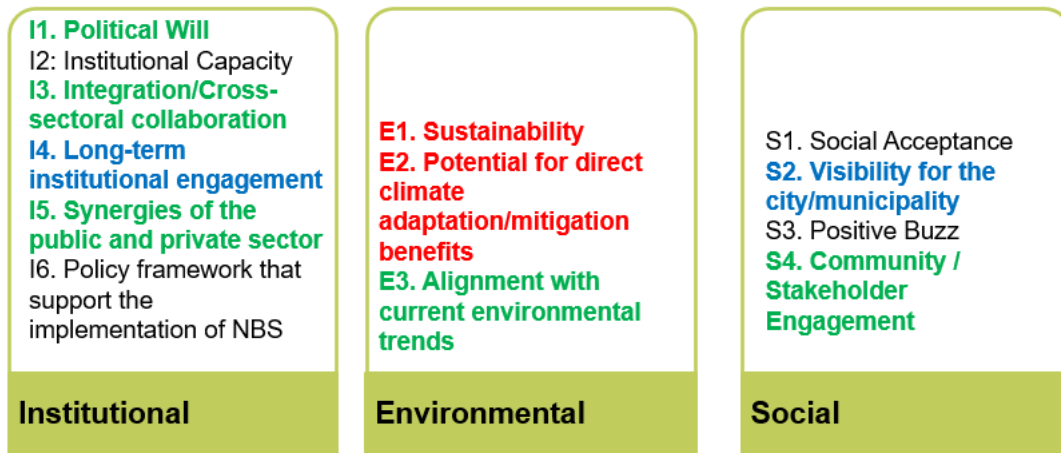 I1. Political Will
I2: Institutional Capacity
I3. Integration/Cross-
sectoral collaboration
I4. Long-term
institutional engagement
I5. Synergies of the
public and private sector
I6. Policy framework that
support the
implementation of NBS
Institutional
E1. Sustainability
E2. Potential for direct
climate
adaptation/mitigation
benefits
E3. Alignment with
current environmental
trends
Environmental
S1. Social Acceptance
S2. Visibility for the
city/municipality
S3. Positive Buzz
S4. Community /
Stakeholder
Engagement
Social